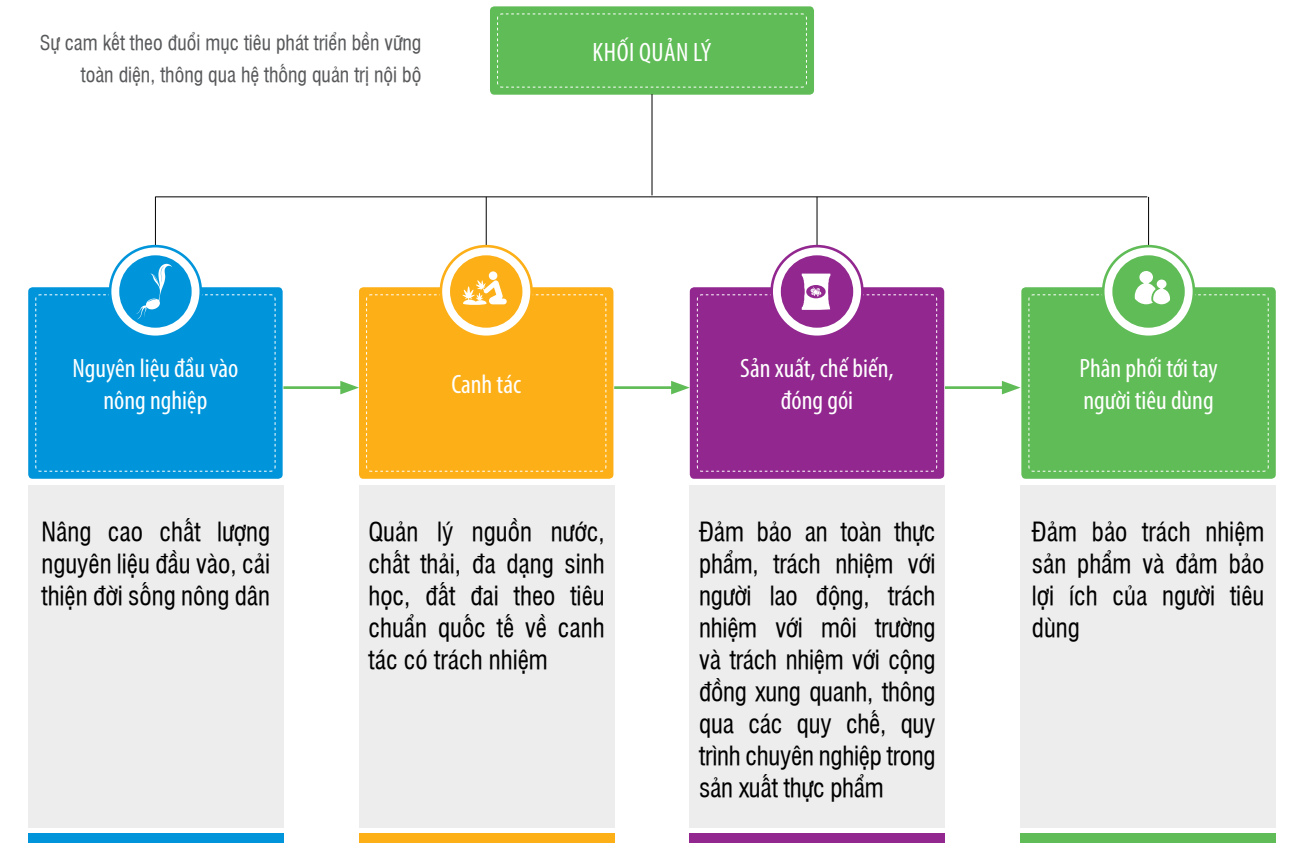 Sự cam kết theo đuổi mục tiêu phát triển bền vững
toàn diện, thông qua hệ thống quản trị nội bộ
KHỐI QUẢN LÝ
Nguyên liệu đầu vào
nông nghiệp
Canh tác
Sản xuất, chế biến,
đóng gói
Phân phối tới tay
người tiêu dùng
Nâng cao chất lượng
nguyên liệu đầu vào, cải
thiện đời sống nông dân
Quản lý nguồn nước,
chất thải, đa dạng sinh
học, đất đai theo tiêu
chuẩn quốc tế về canh
tác có trách nhiệm
Đảm bảo an toàn thực
phẩm, trách nhiệm với
người lao động, trách
nhiệm với môi trường
và trách nhiệm với cộng
đồng xung quanh, thông
qua các quy chế, quy
trình chuyên nghiệp trong
sản xuất thực phẩm
Đảm bảo trách nhiệm
sản phẩm và đảm bảo
lợi ích của người tiêu
dùng